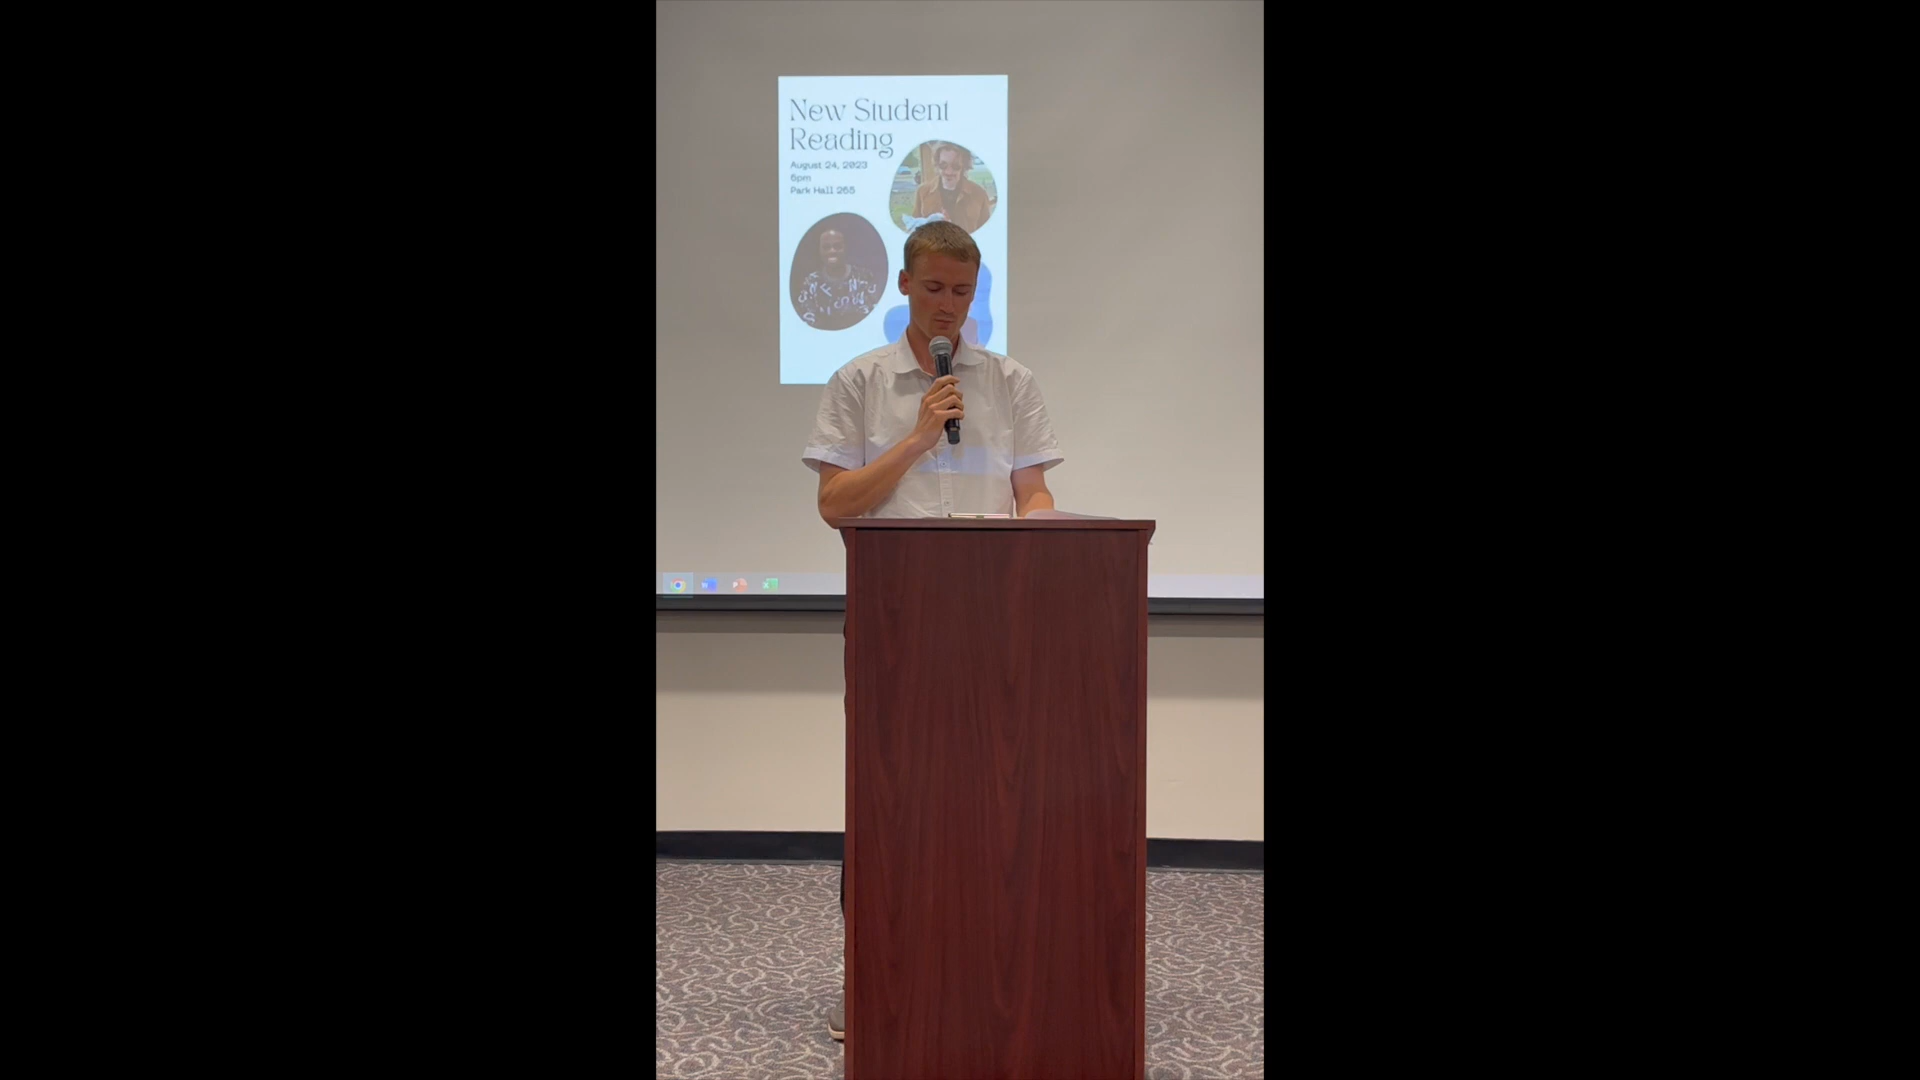 New Student
Reading
August 24, 2023
6pm
Park Hall 265